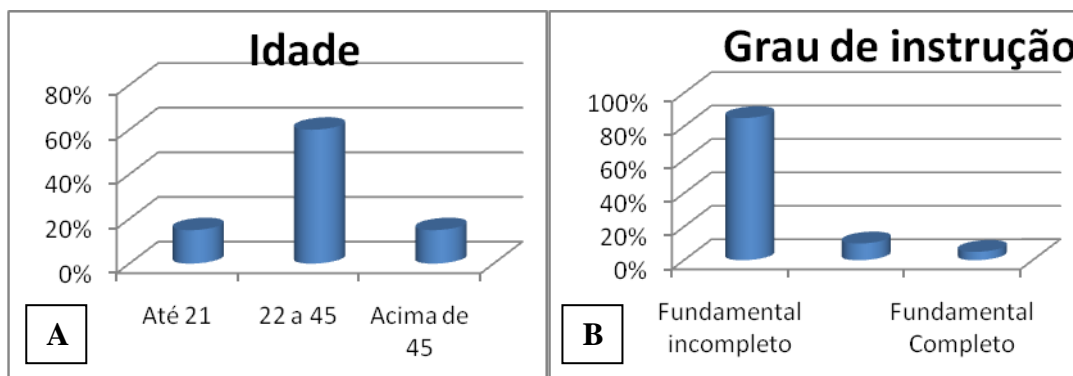 Idade
80%
60%
40%
20%
0%
Até 21
22 a 45
Acima de
45
A
Grau de instrução
100%
80%
60%
40%
20%
0%
Fundamental
incompleto
Fundamental
Completo
B